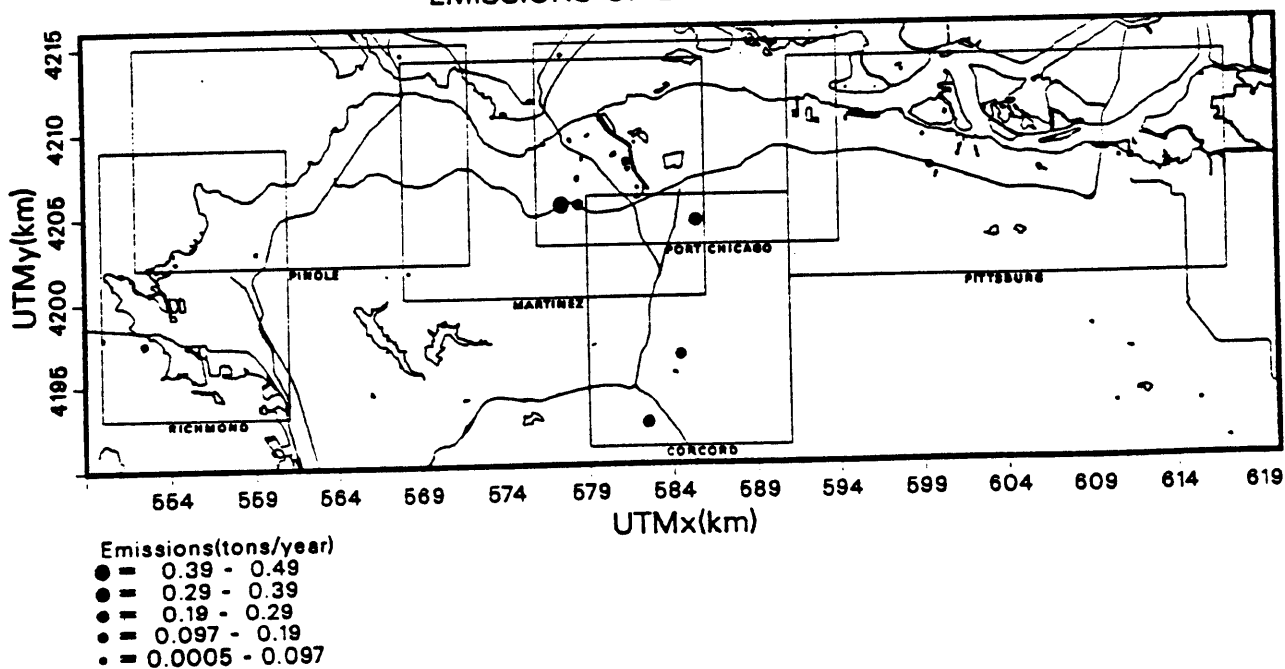 EMISSIONS
4215
4210
4205
4200
4195
UTMy(km)
PINOLE
PORT CHICAGO
PITTSBURG
MARTINEZ
RICHMOND
CORCORD
554 559 564 569 574 579 584 589 594 599 604 609 614 619
UTMx(km)
Emissions(tons/year)
= 0.39 - 0.49
= 0.29 - 0.39
= 0.19 - 0.29
= 0.097 - 0.19
= 0.0005 - 0.097